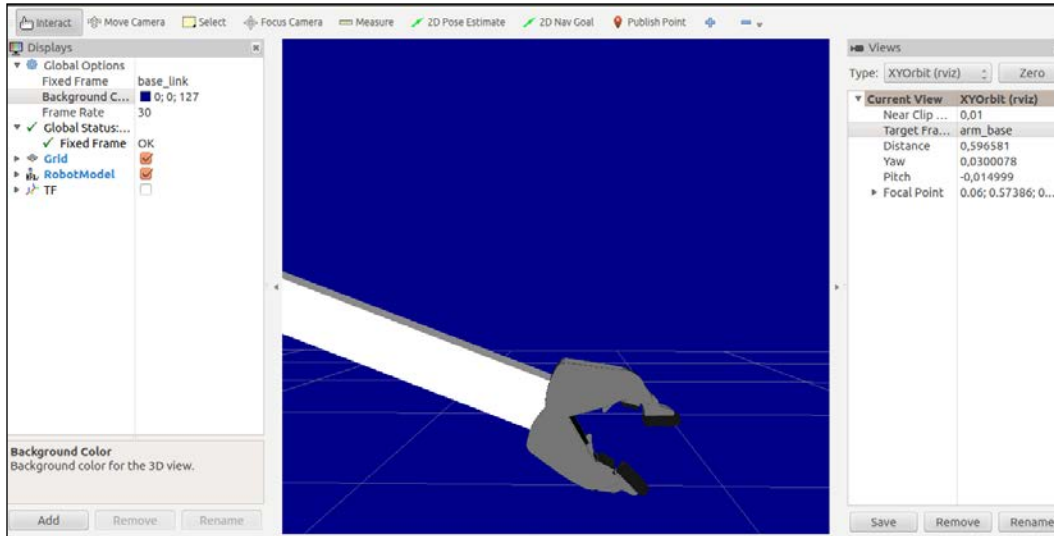 Interact Move Camera Select Focus Camera Measure 2D Pose Estimate 2D Nav Goal Publish Point
Displays
Global Options
Fixed Frame base_link
Background C... 0; 0; 127
Frame Rate 30
Global Status:...
Fixed Frame OK
Grid
RobotModel
TF
Background Color
Background color for the 3D view.
Add Remove Rename
Views
Type: XYOrbit (rviz) Zero
Current View XYOrbit (rviz)
Near Clip ... 0,01
Target Fra... arm_base
Distance 0,596581
Yaw 0,0300078
Pitch -0,014999
Focal Point 0.06; 0.57386; 0...
Save Remove Rename